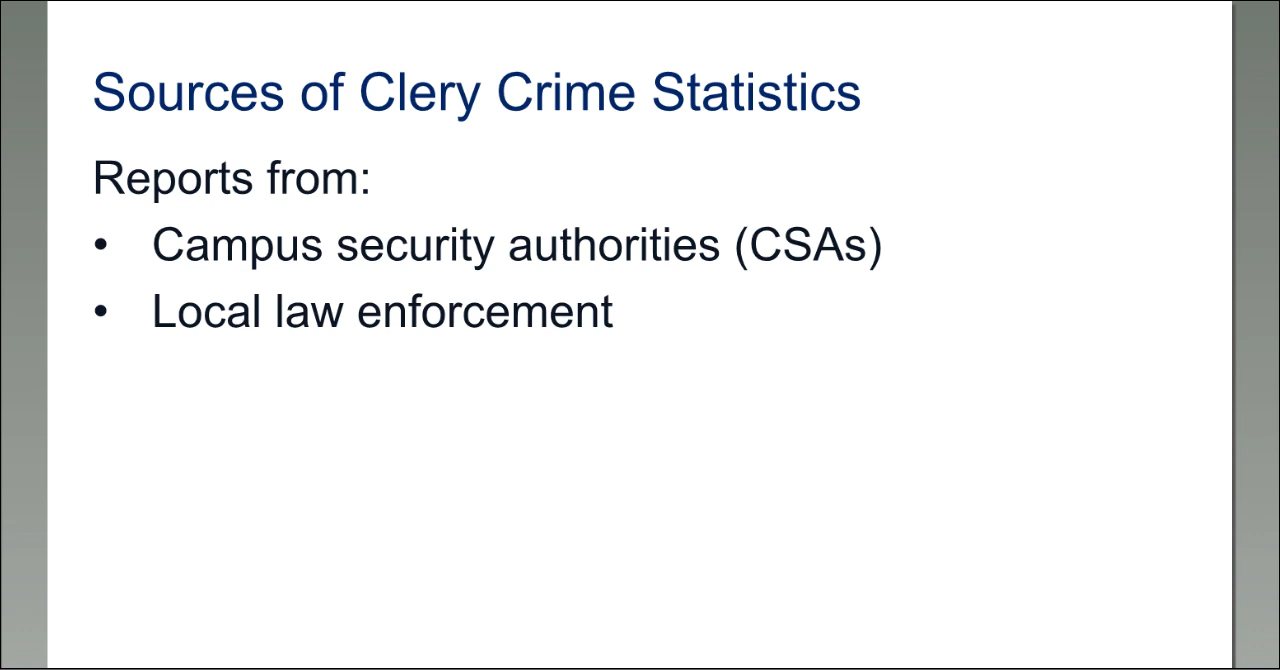 Sources of Clery Crime Statistics
Reports from:
• Campus security authorities (CSAs)
• Local law enforcement